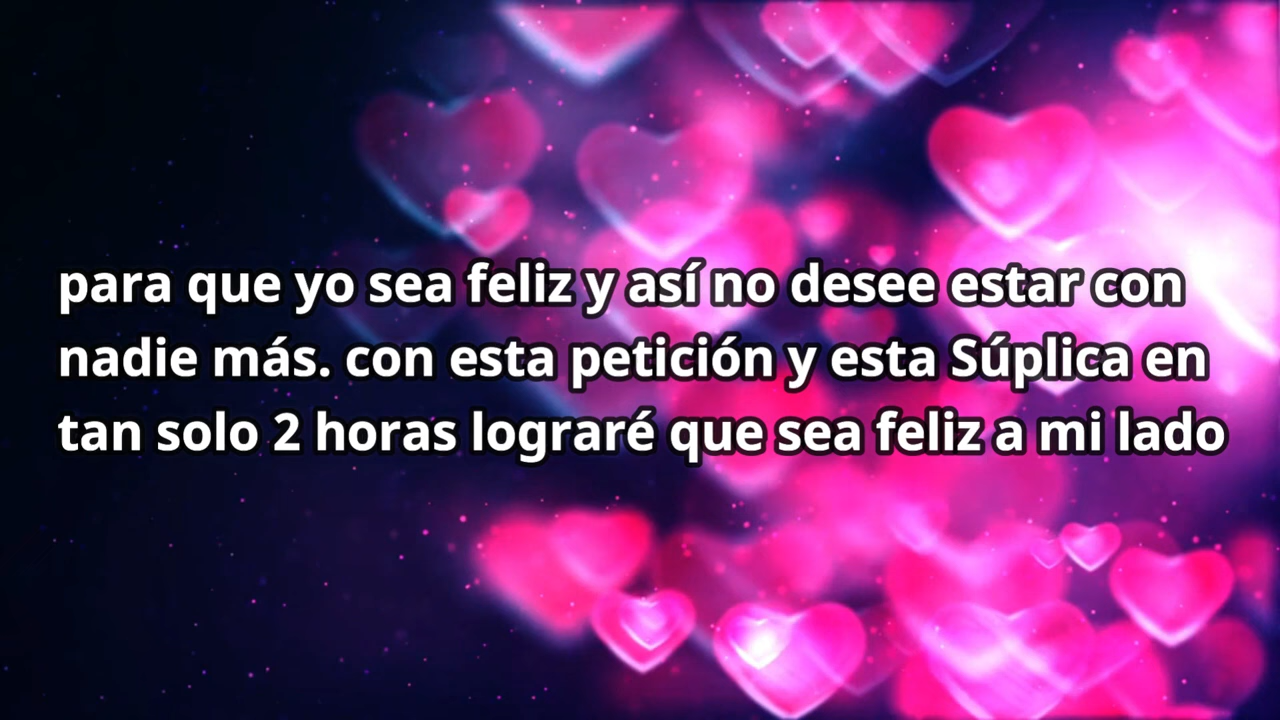 para que yo sea feliz y así no desee estar con
nadie más. con esta petición y esta Súplica en
tan solo 2 horas lograré que sea feliz a mi lado